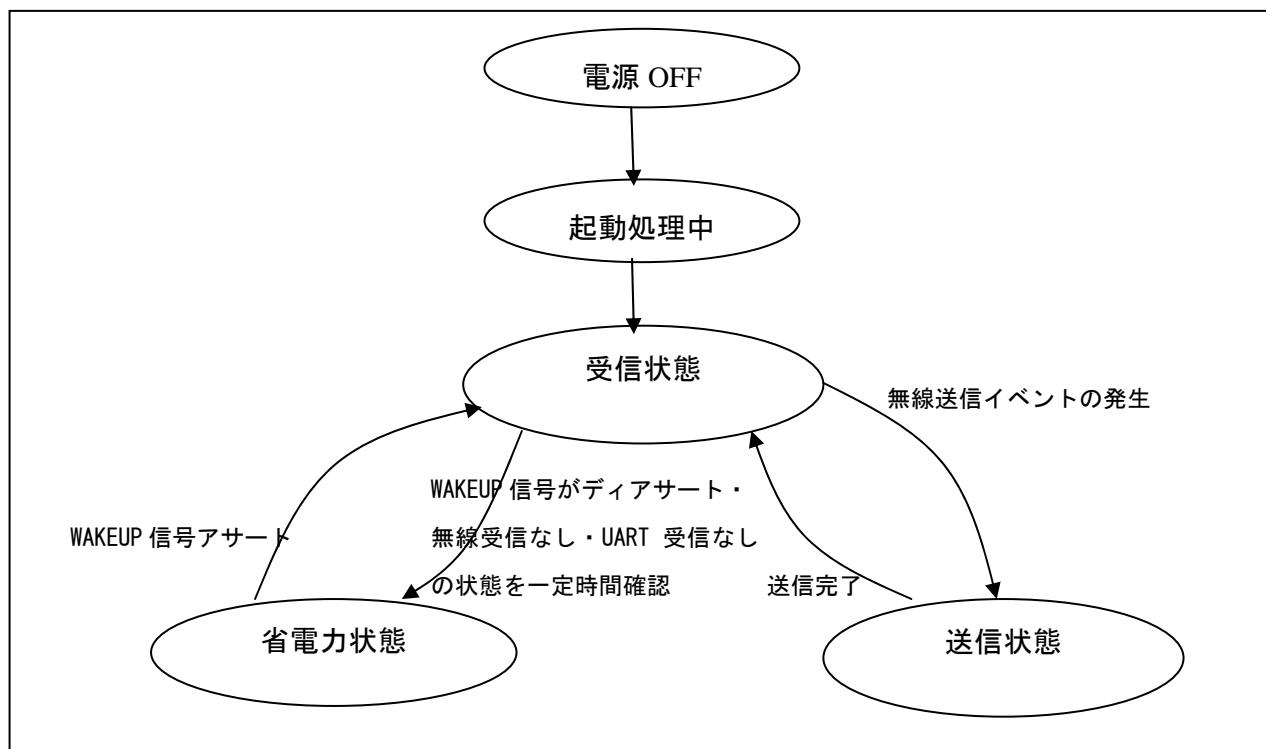 電源 OFF
起動処理中
受信状態
無線送信イベントの発生
WAKEUP 信号アサート
WAKEUP 信号がディアサート・
無線受信なし・UART 受信なし
の状態を一定時間確認
送信完了
省電力状態
送信状態